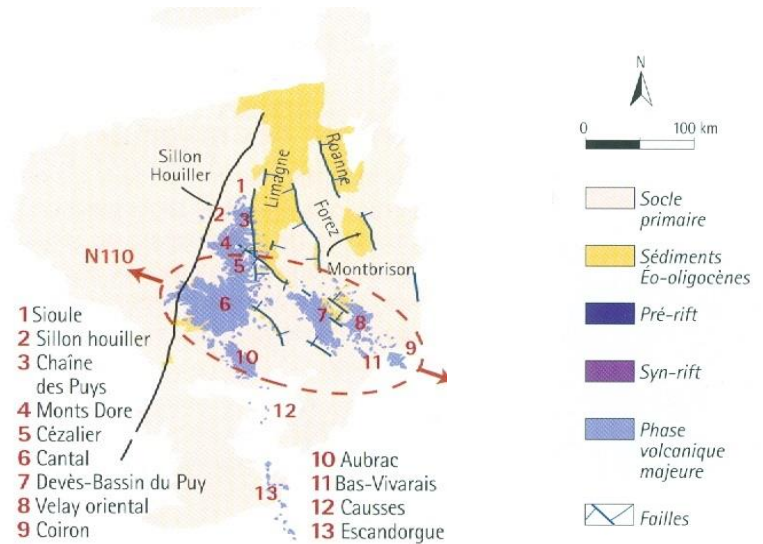 Sillon
Houiller
Limagne
Roanne
Forez
Montbrison
N110
1
2
3
4
5
6
7
8
9
10
11
12
13
1 Sioule
2 Sillon houiller
3 Chaîne
des Puys
4 Monts Dore
5 Cézalier
6 Cantal
7 Devès-Bassin du Puy
8 Velay oriental
9 Coiron
10 Aubrac
11 Bas-Vivarais
12 Causses
13 Escandorgue
N
0 100 km
Socle
primaire
Sédiments
Éo-oligocènes
Pré-rift
Syn-rift
Phase
volcanique
majeure
Failles